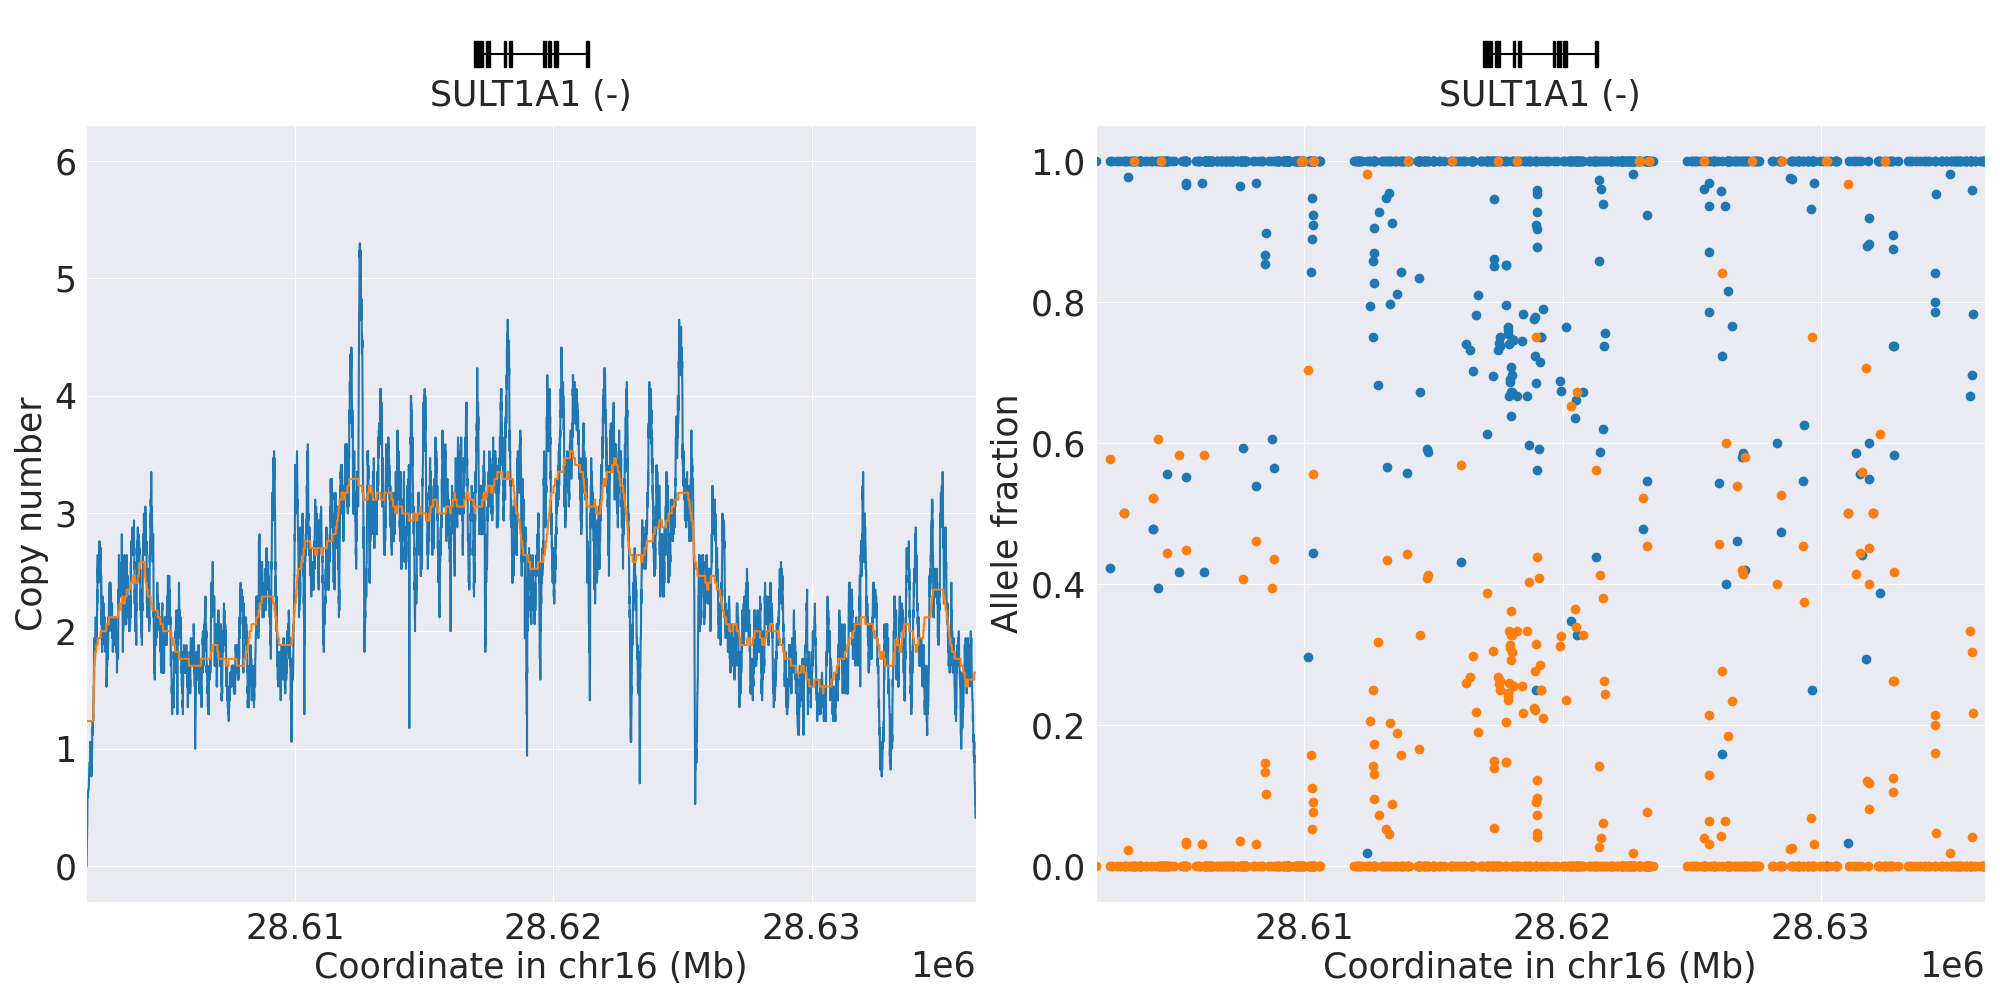 SULT1A1 (-)
6
5
4
3
2
1
0
Copy number
28.61
28.62
28.63
Coordinate in chr16 (Mb)
1e6
SULT1A1 (-)
1.0
0.8
0.6
0.4
0.2
0.0
Allele fraction
28.61
28.62
28.63
Coordinate in chr16 (Mb)
1e6